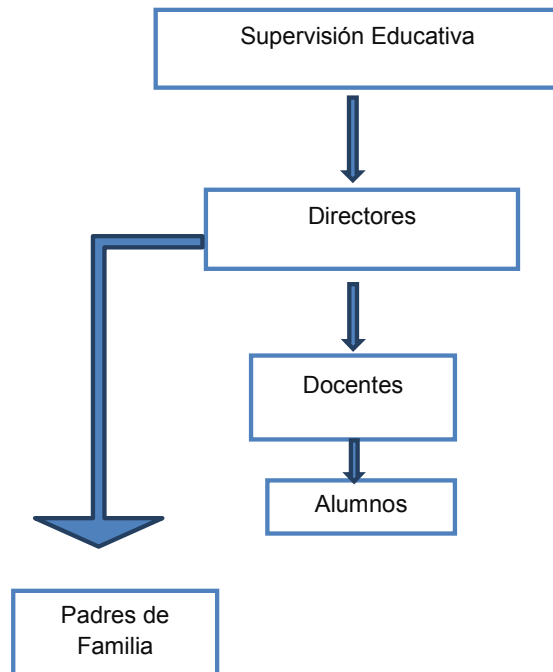 Supervisión Educativa
Directores
Docentes
Alumnos
Padres de
Familia